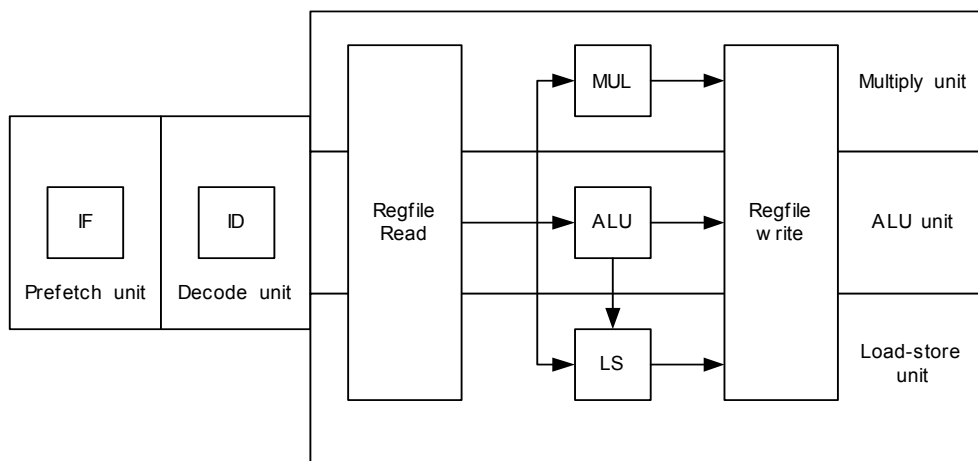 MUL
Multiply unit
IF
ID
Regfile
Read
ALU
Regfile
write
ALU unit
Prefetch unit
Decode unit
LS
Load-store
unit